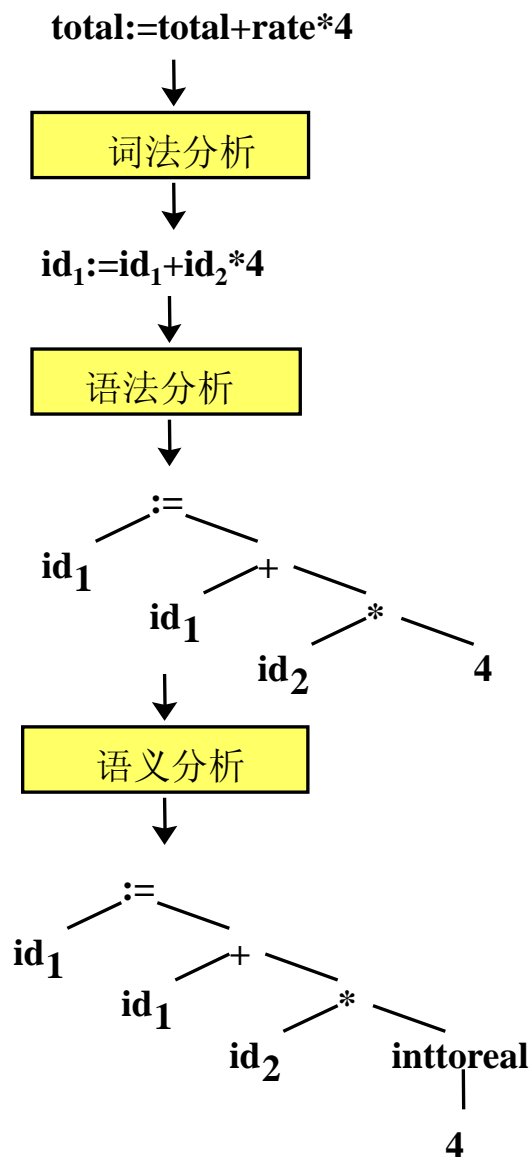 total:=total+rate*4
词法分析
id₁:=id₁+id₂*4
语法分析
:=
id₁ +
id₁ *
id₂ 4
语义分析
:=
id₁ +
id₁ *
id₂ inttoreal
4